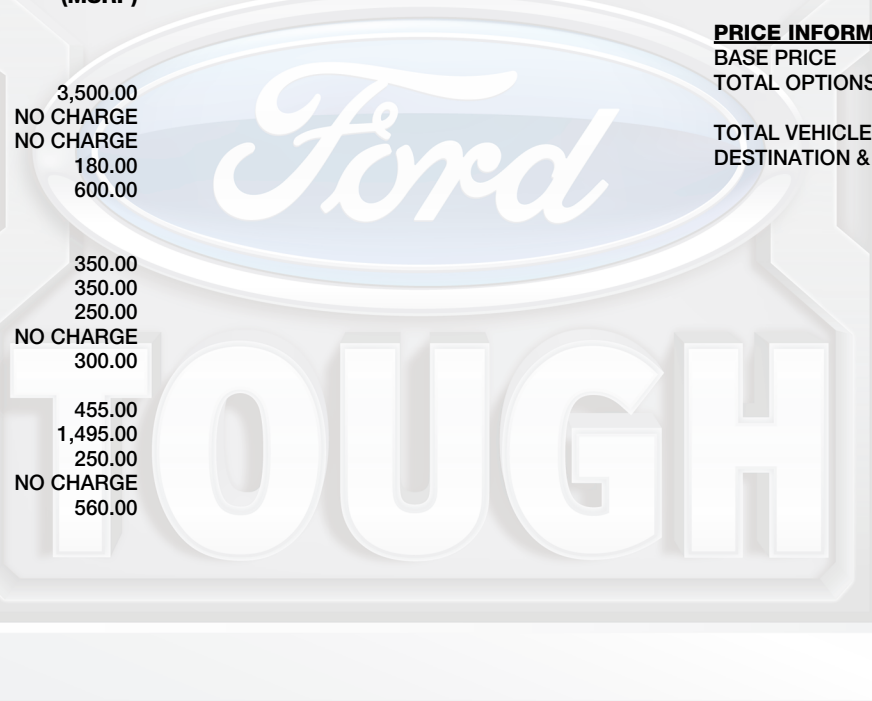 (MSRP)
3,500.00
NO CHARGE
NO CHARGE
180.00
600.00
350.00
350.00
250.00
NO CHARGE
300.00
455.00
1,495.00
250.00
NO CHARGE
560.00
PRICE INFORM
BASE PRICE
TOTAL OPTIONS
TOTAL VEHICLE
DESTINATION &
Ford
TOUGH